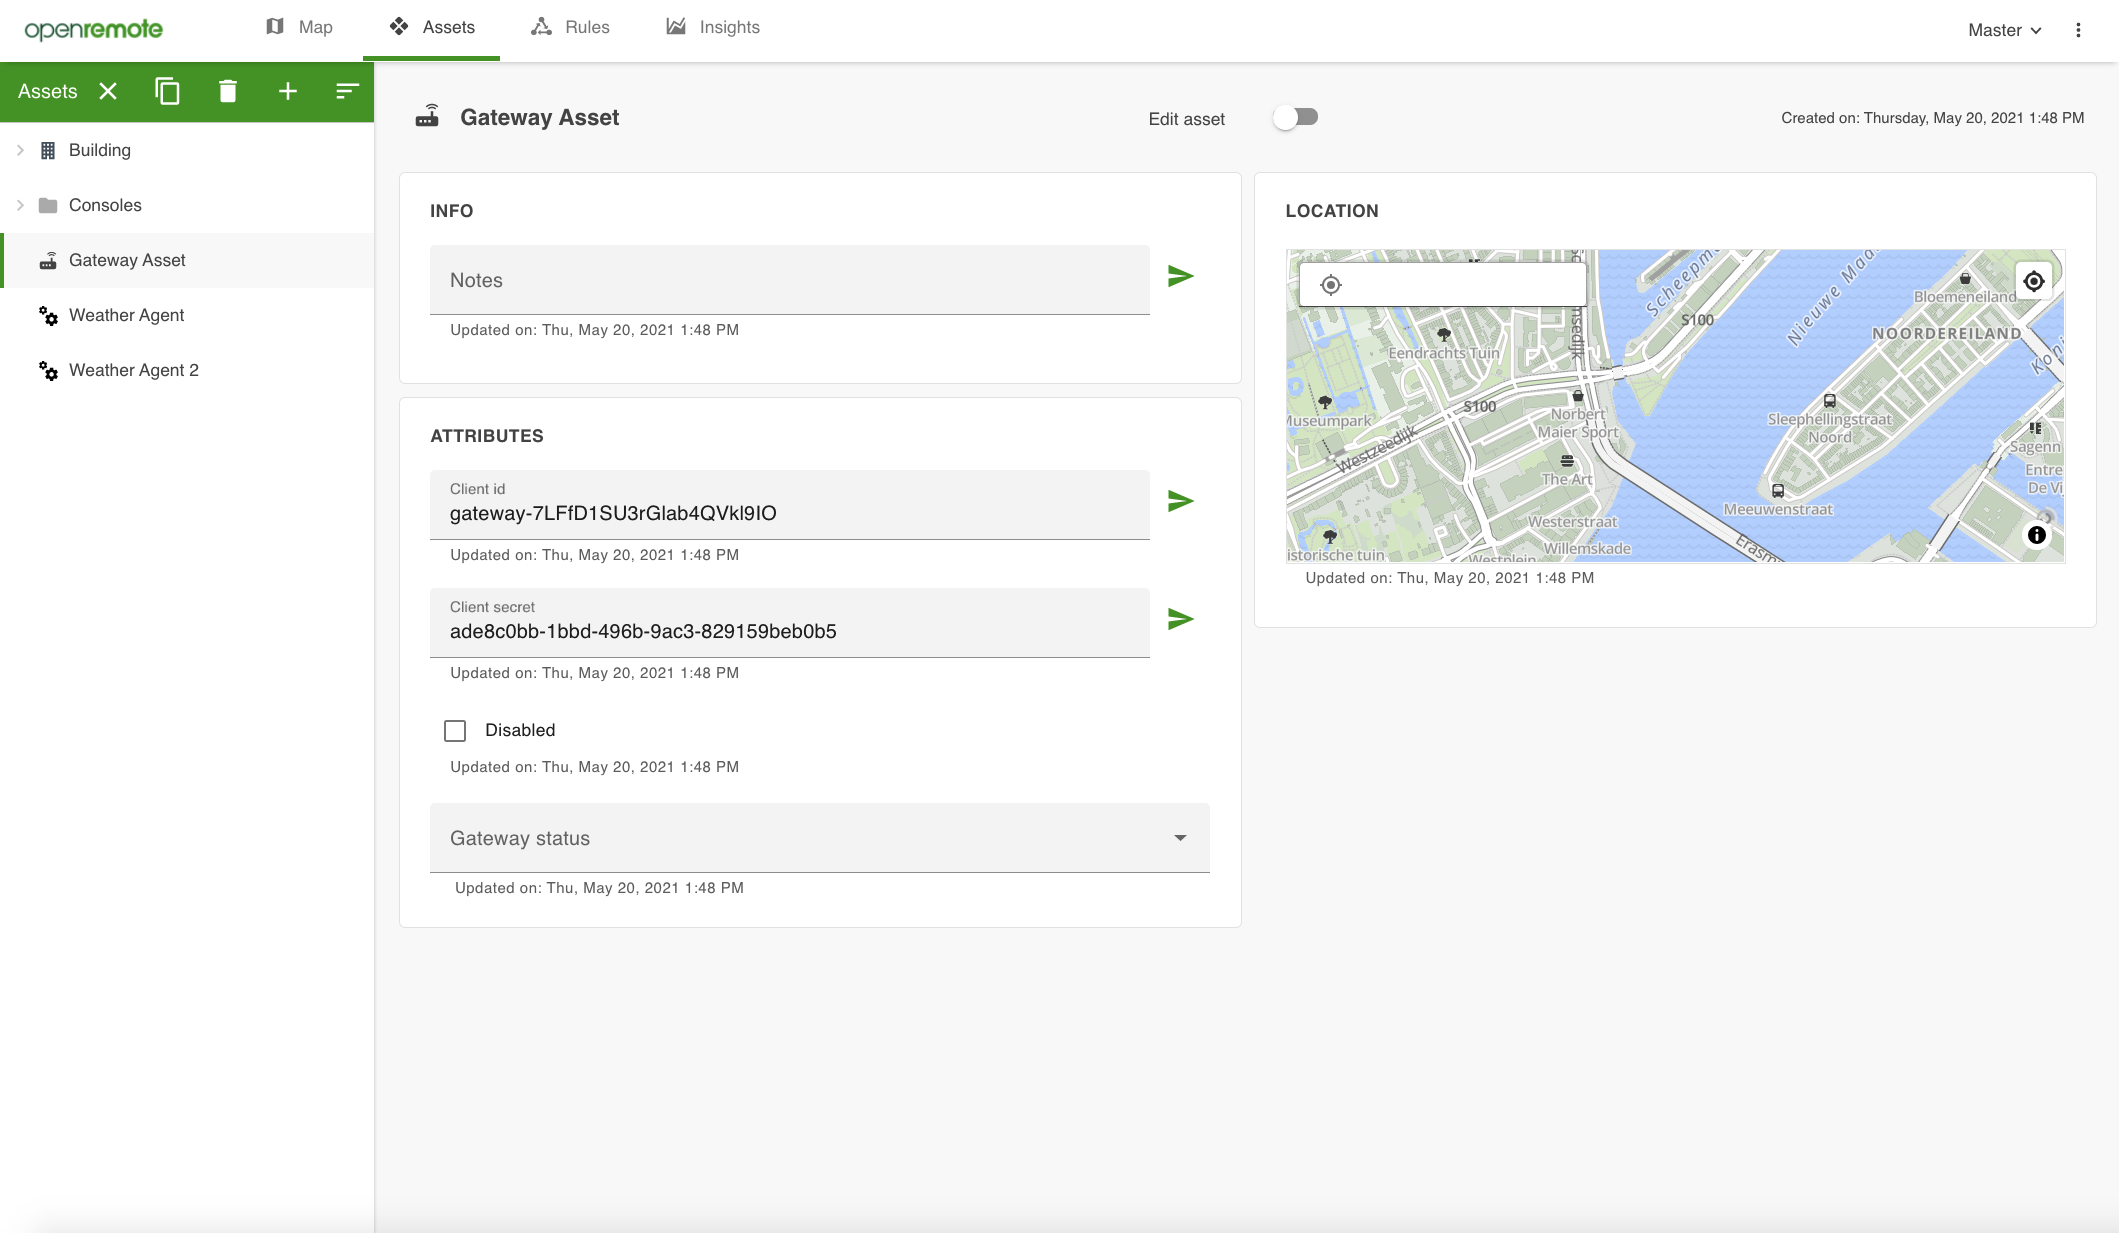 openremote
Map
Assets
Rules
Insights
Master
Assets
Building
Consoles
Gateway Asset
Weather Agent
Weather Agent 2
Gateway Asset
Edit asset
Created on: Thursday, May 20, 2021 1:48 PM
INFO
Notes
Updated on: Thu, May 20, 2021 1:48 PM
ATTRIBUTES
Client id
gateway-7LFfD1SU3rGlab4QVkl9IO
Updated on: Thu, May 20, 2021 1:48 PM
Client secret
ade8c0bb-1bbd-496b-9ac3-829159beb0b5
Updated on: Thu, May 20, 2021 1:48 PM
Disabled
Updated on: Thu, May 20, 2021 1:48 PM
Gateway status
Updated on: Thu, May 20, 2021 1:48 PM
LOCATION
Scheepm
Nieuwe Maa
Bloemeneiland
S100
NOORDEREILAND
Koni
msedijk
Eendrachts Tuin
S100
Museumpark
Westzeedijk
Norbert
Maier Sport
Sleephellingstraat
Noord
Sagenn
Entre
De Vij
The Art
Meeuwenstraat
Westerstraat
Willemskade
Erasm
istorische tuin
Westplein
Updated on: Thu, May 20, 2021 1:48 PM